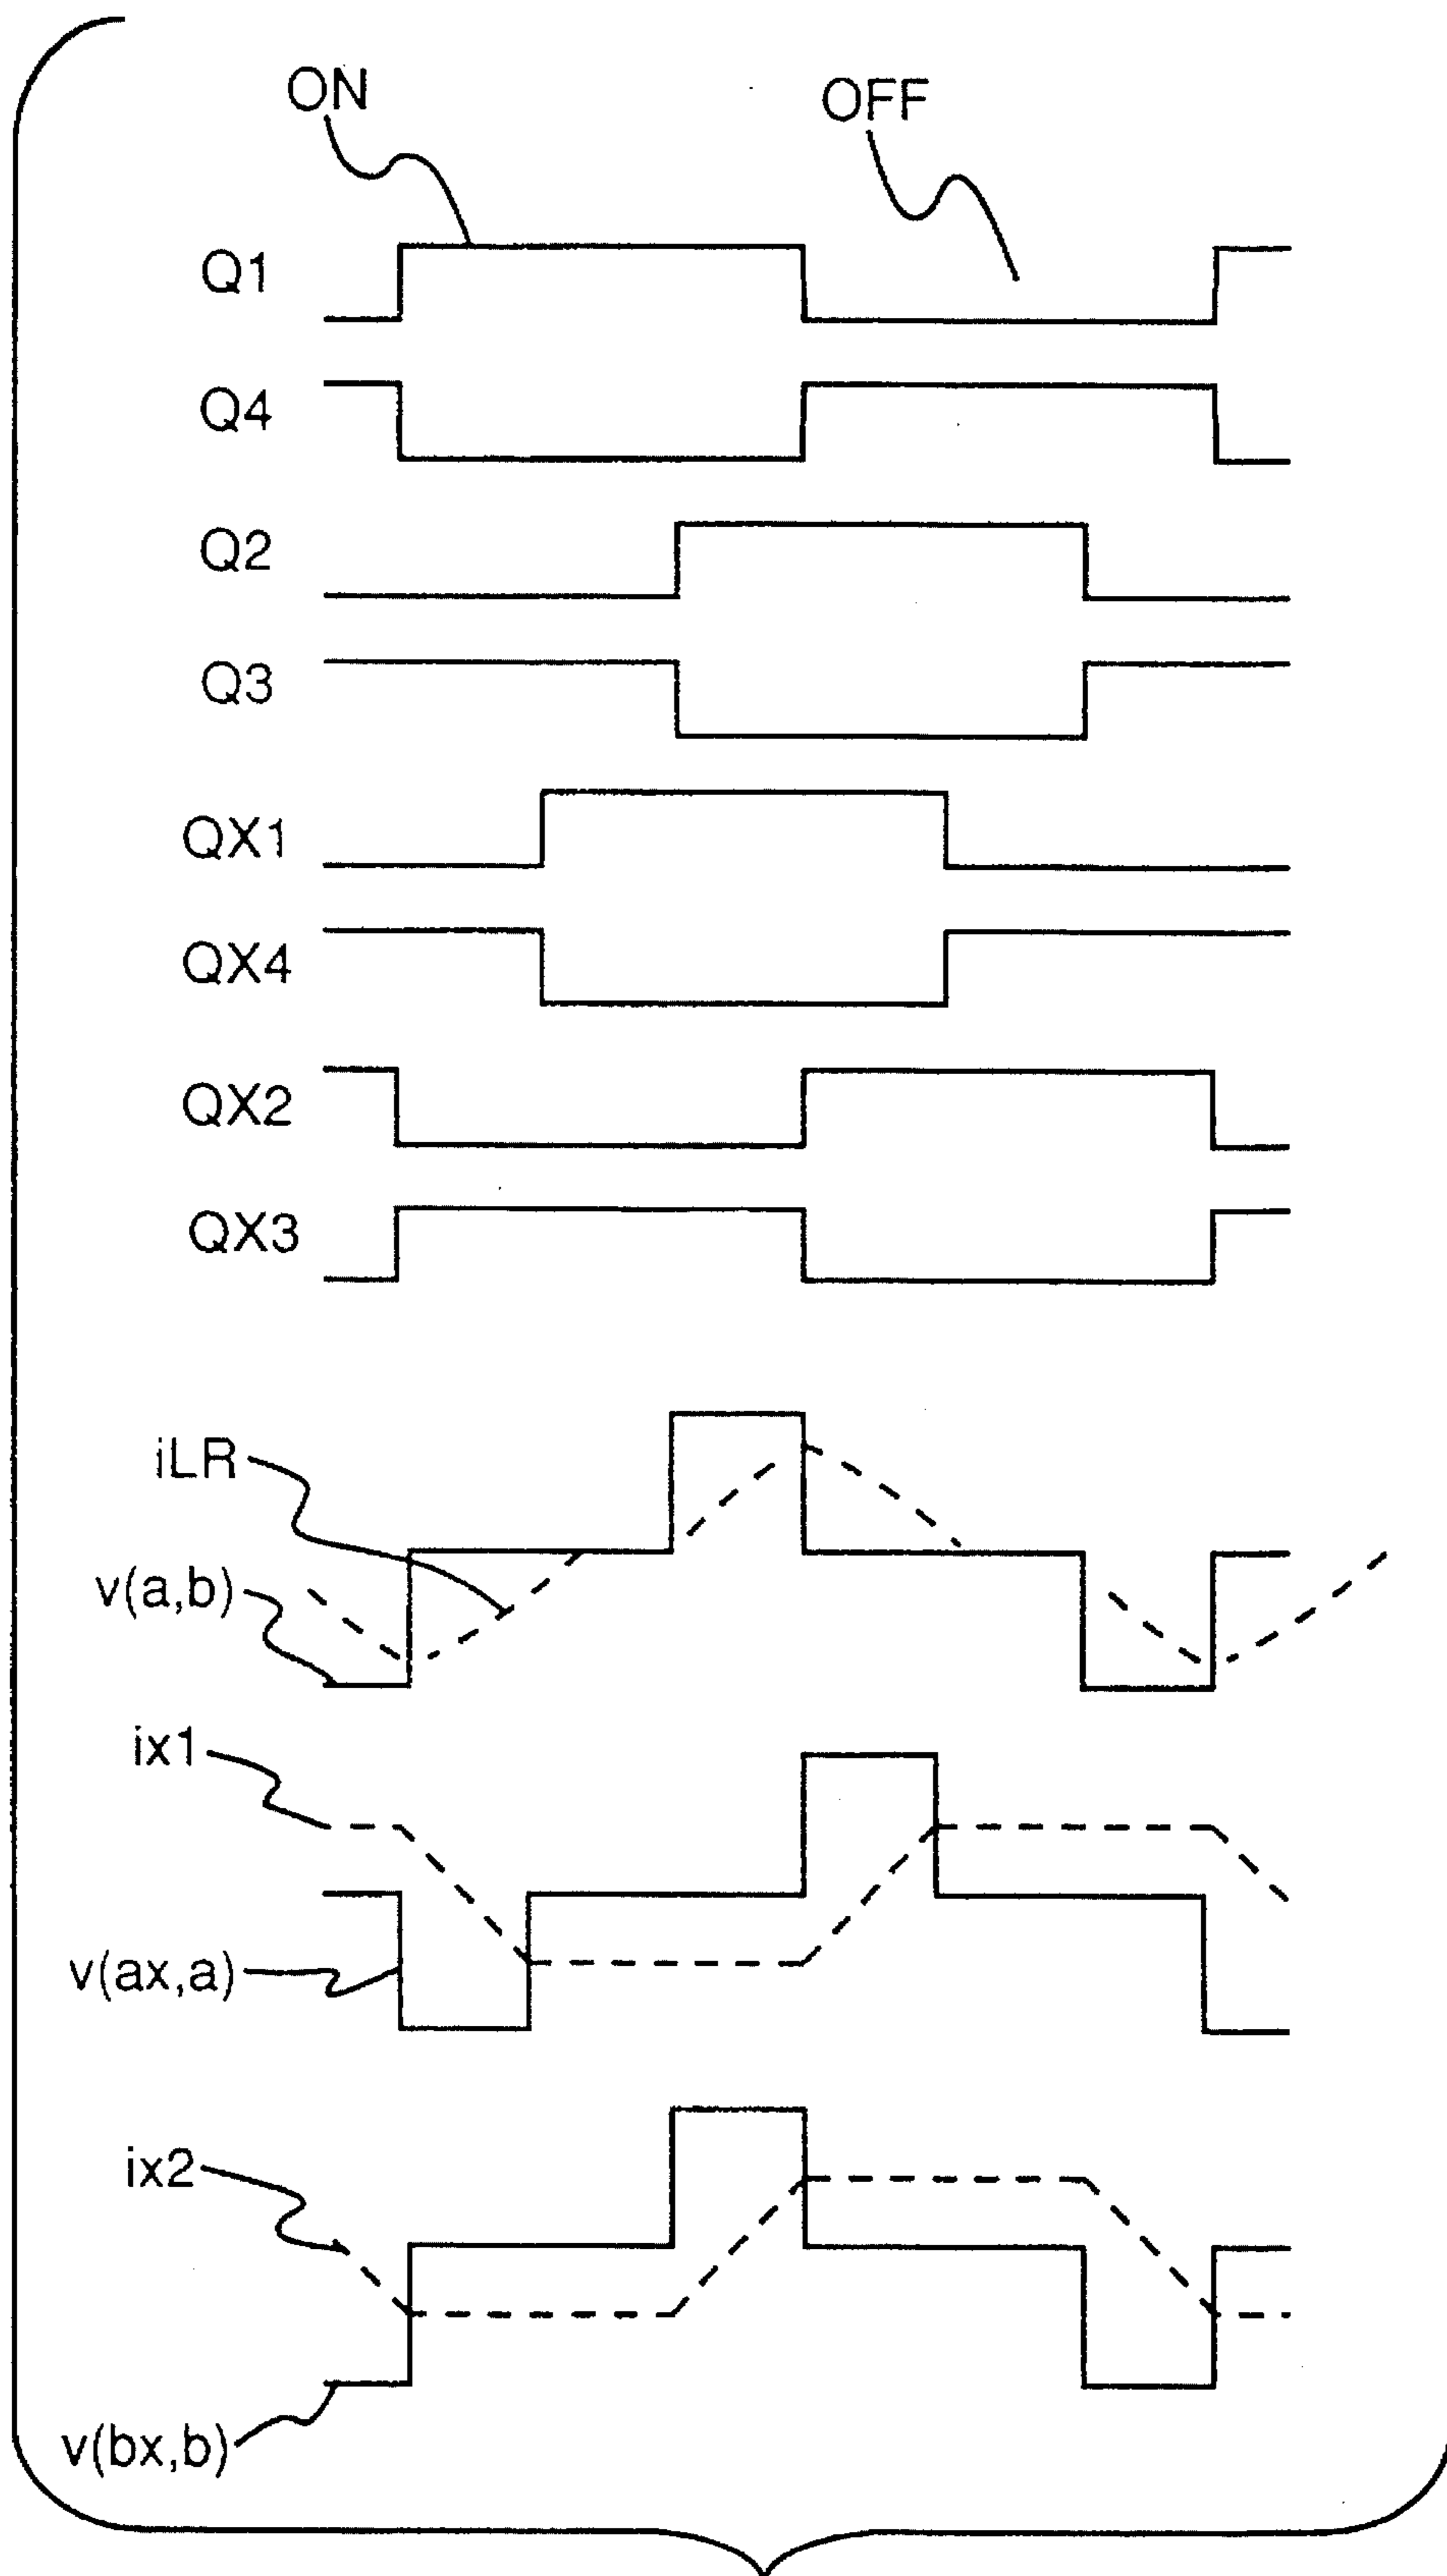 ON
OFF
Q1
Q4
Q2
Q3
QX1
QX4
QX2
QX3
iLR
v(a,b)
ix1
v(ax,a)
ix2
v(bx,b)